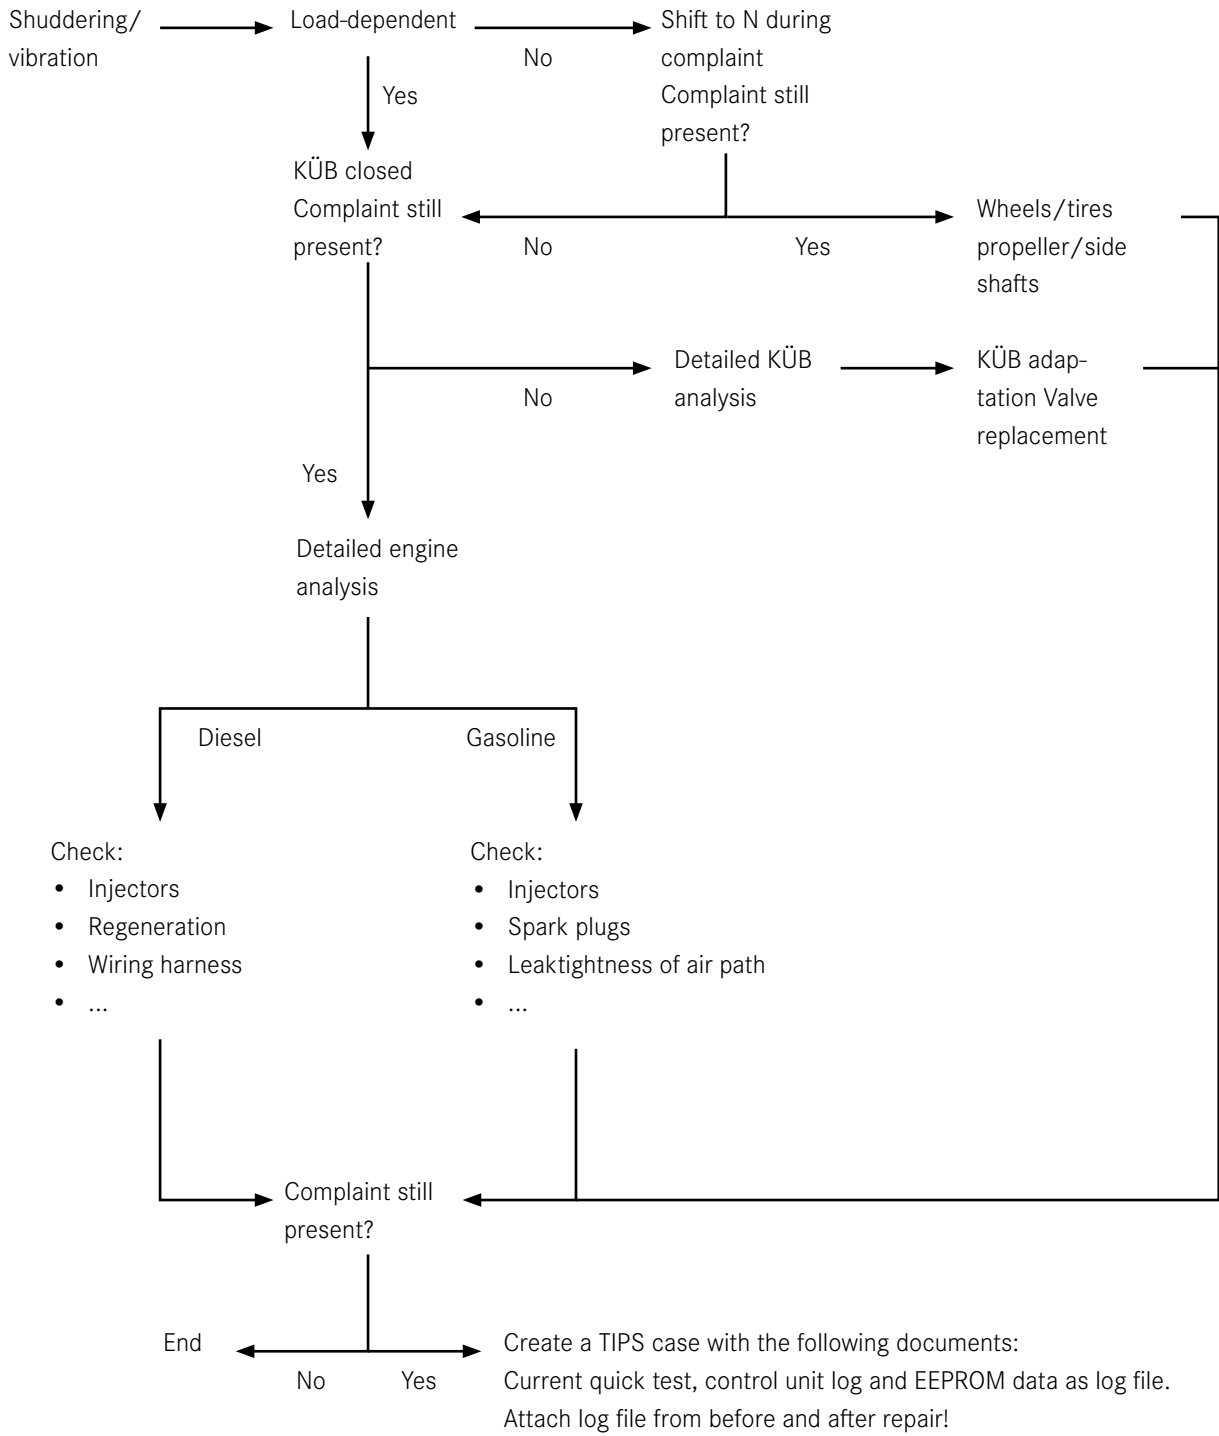 Shuddering/
vibration
Load-dependent
No
Shift to N during
complaint
Complaint still
present?
Yes
KÜB closed
Complaint still
present?
No
Yes
Wheels/tires
propeller/side
shafts
No
Detailed KÜB
analysis
KÜB adap-
tation Valve
replacement
Yes
Detailed engine
analysis
Diesel
Gasoline
Check:
• Injectors
• Regeneration
• Wiring harness
• ...
Check:
• Injectors
• Spark plugs
• Leaktightness of air path
• ...
Complaint still
present?
End
No
Yes
Create a TIPS case with the following documents:
Current quick test, control unit log and EEPROM data as log file.
Attach log file from before and after repair!